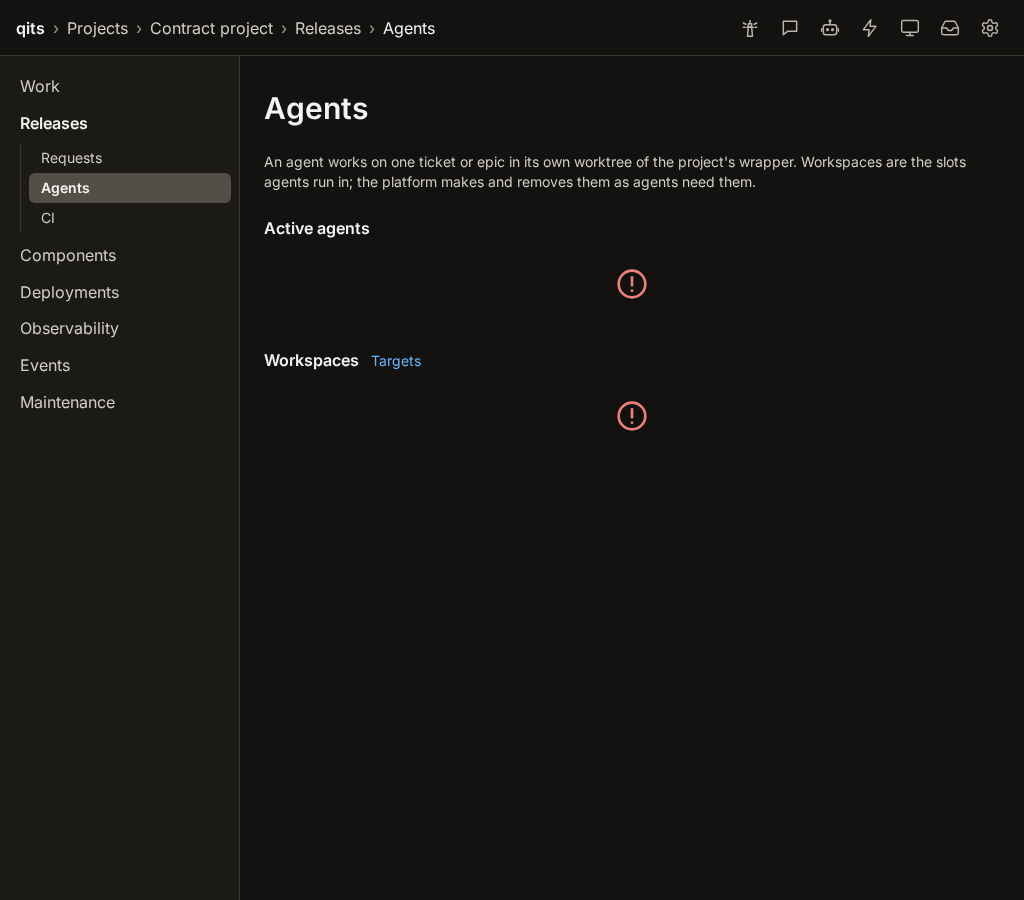 qits › Projects › Contract project › Releases › Agents
Work
Releases
Requests
Agents
CI
Components
Deployments
Observability
Events
Maintenance
Agents
An agent works on one ticket or epic in its own worktree of the project's wrapper. Workspaces are the slots
agents run in; the platform makes and removes them as agents need them.
Active agents
Workspaces Targets